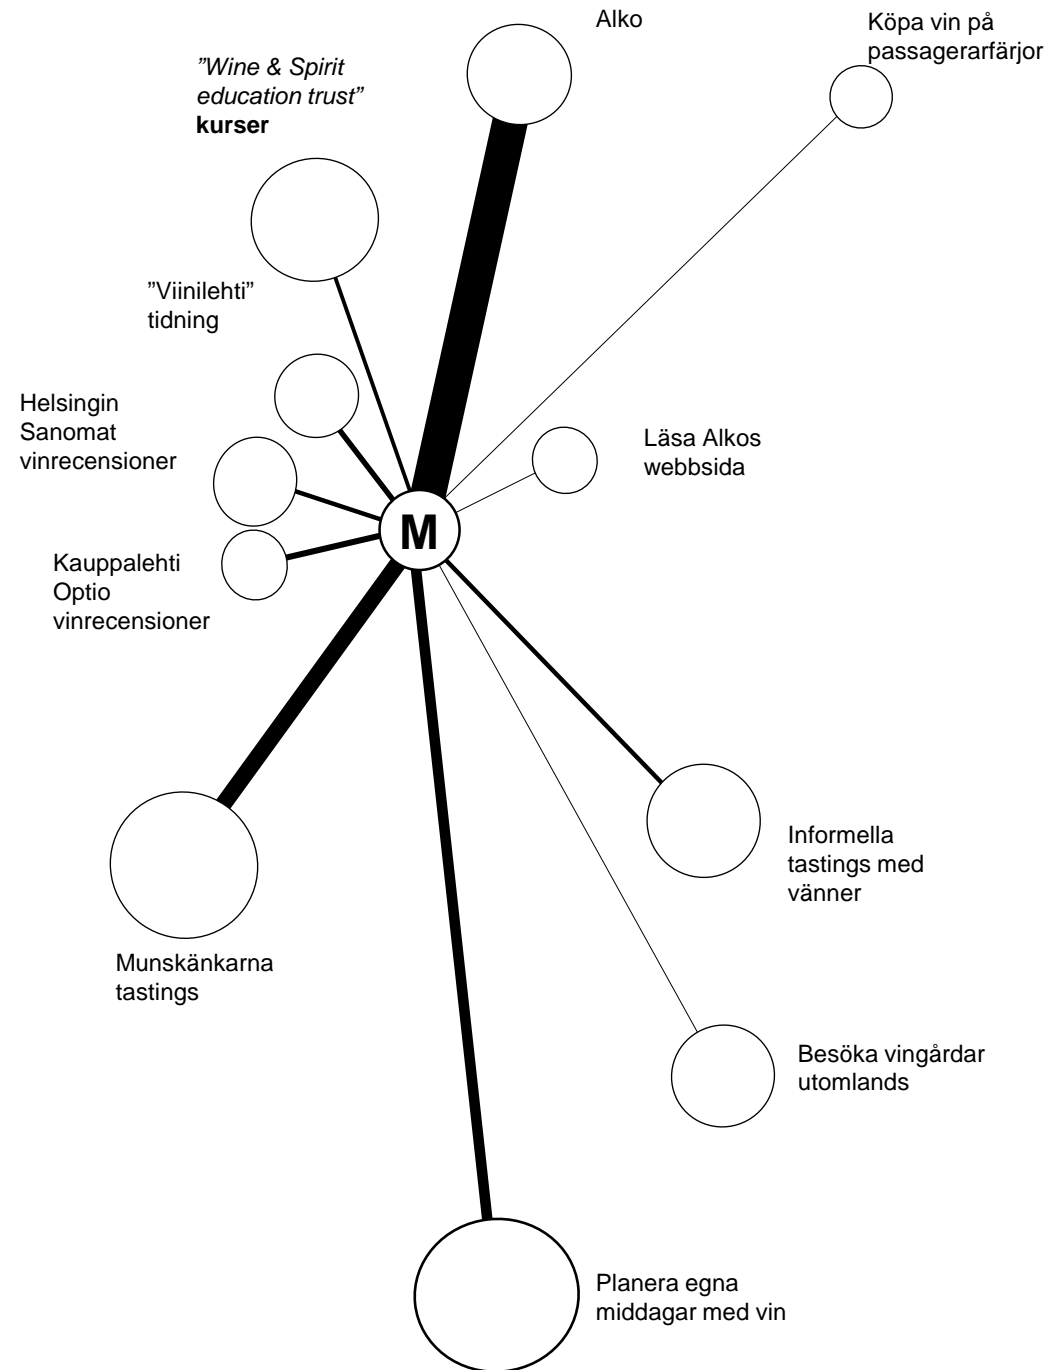 Alko
Köpa vin på
passagerarfärjor
”Wine & Spirit
education trust”
kurser
”Viinilehti”
tidning
Helsingin
Sanomat
vinrecensioner
Läsa Alkos
webbsida
M
Kauppalehti
Optio
vinrecensioner
Informella
tastings med
vänner
Munskänkarna
tastings
Besöka vingårdar
utomlands
Planera egna
middagar med vin